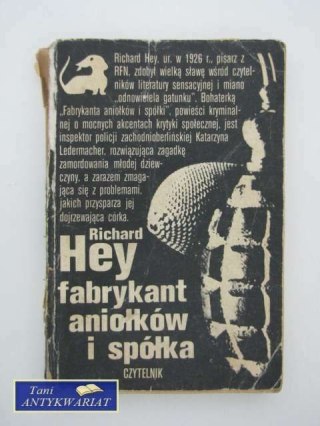 Richard Hey, ur. w 1926 r., pisarz z
RFN, zdobył wielką sławę wśród czytel-
ników literatury sensacyjnej i miano
„odnowiciela gatunku". Bohaterką
„Fabrykanta aniołków i spółki", powieści kryminal-
nej o mocnych akcentach krytyki społecznej, jest
inspektor policji zachodnioberlińskiej Katarzyna
Ledermacher, rozwiązująca zagadkę
zamordowania młodej dziew-
czyny, a zarazem zmaga-
jąca się z problemami,
jakich przysparza jej
dojrzewająca córka.
Richard
Hey
fabrykant
aniołków
i spółka
CZYTELNIK
Tani
ANTYKWARIAT